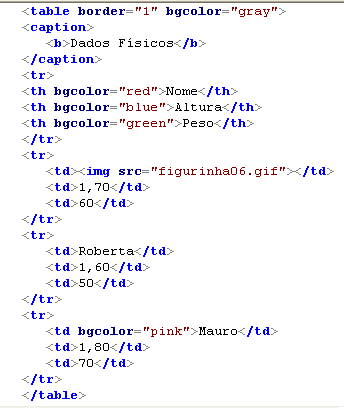 <table border="1" bgcolor="gray">
<caption>
<b>Dados Físicos</b>
</caption>
<tr>
<th bgcolor="red">Nome</th>
<th bgcolor="blue">Altura</th>
<th bgcolor="green">Peso</th>
</tr>
<tr>
<td><img src="figurinha06.gif"></td>
<td>1,70</td>
<td>60</td>
</tr>
<tr>
<td>Roberta</td>
<td>1,60</td>
<td>50</td>
</tr>
<tr>
<td bgcolor="pink">Mauro</td>
<td>1,80</td>
<td>70</td>
</tr>
</table>